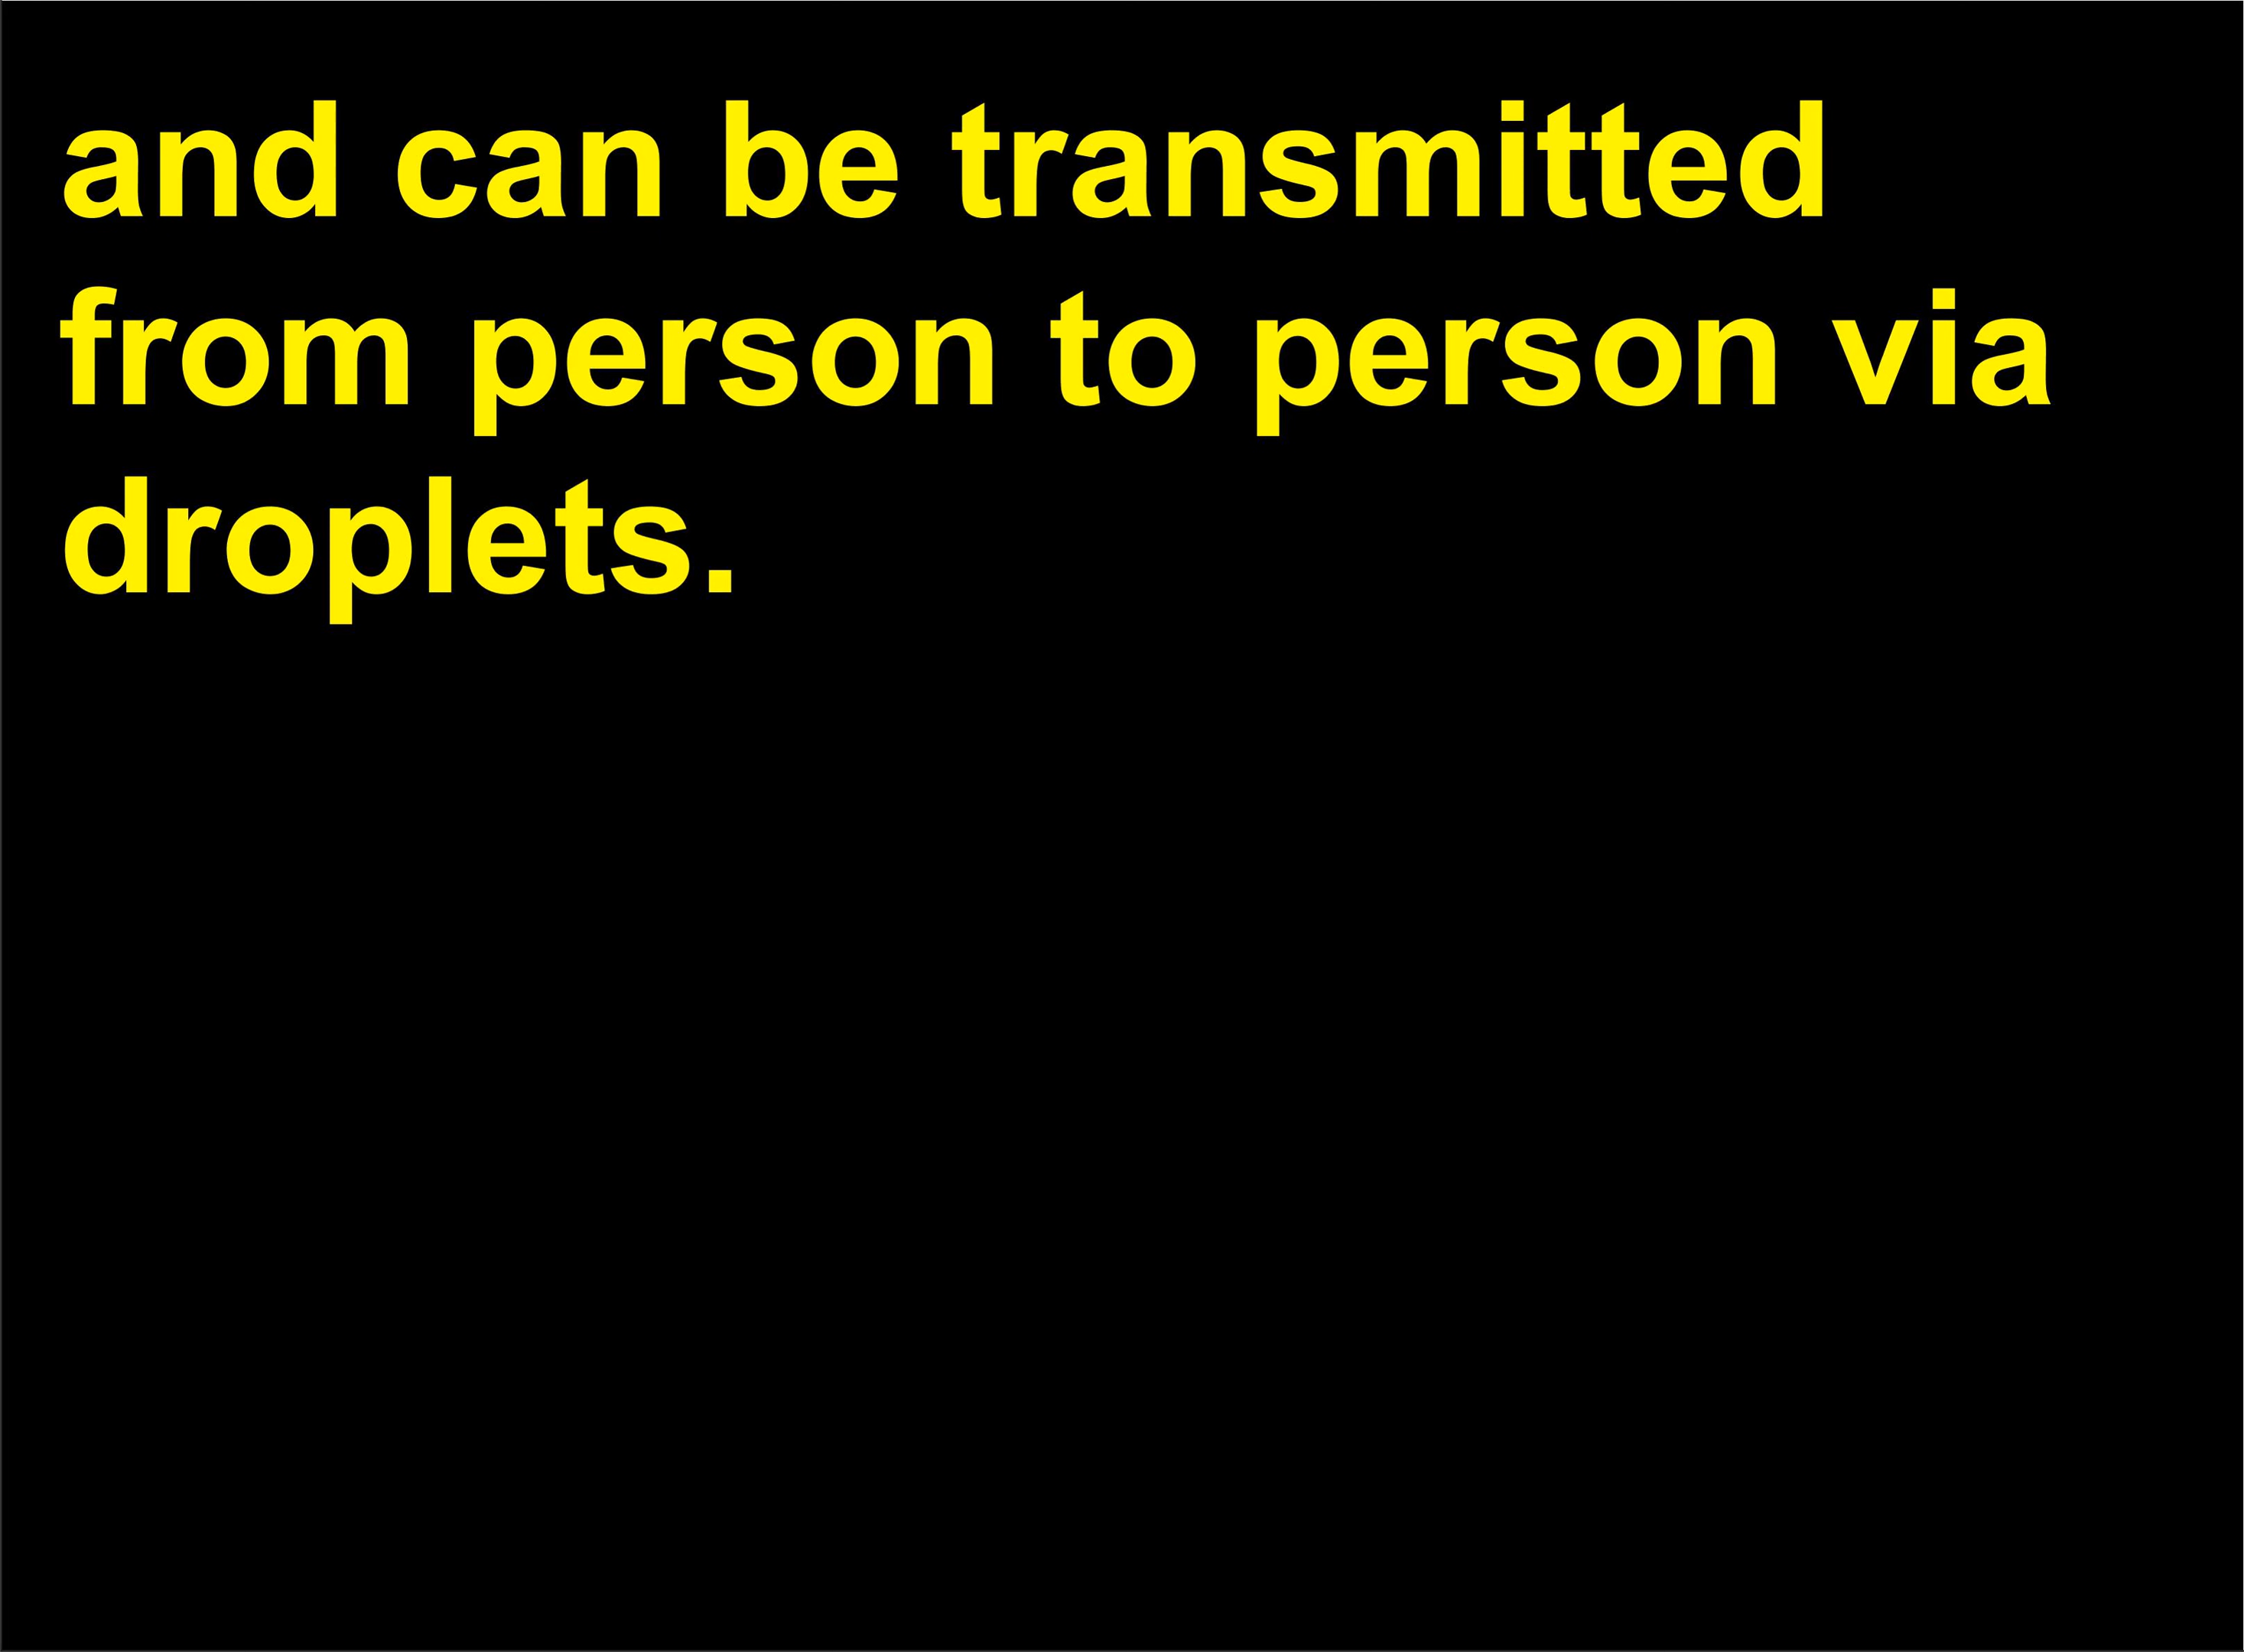 and can be transmitted
from person to person via
droplets.